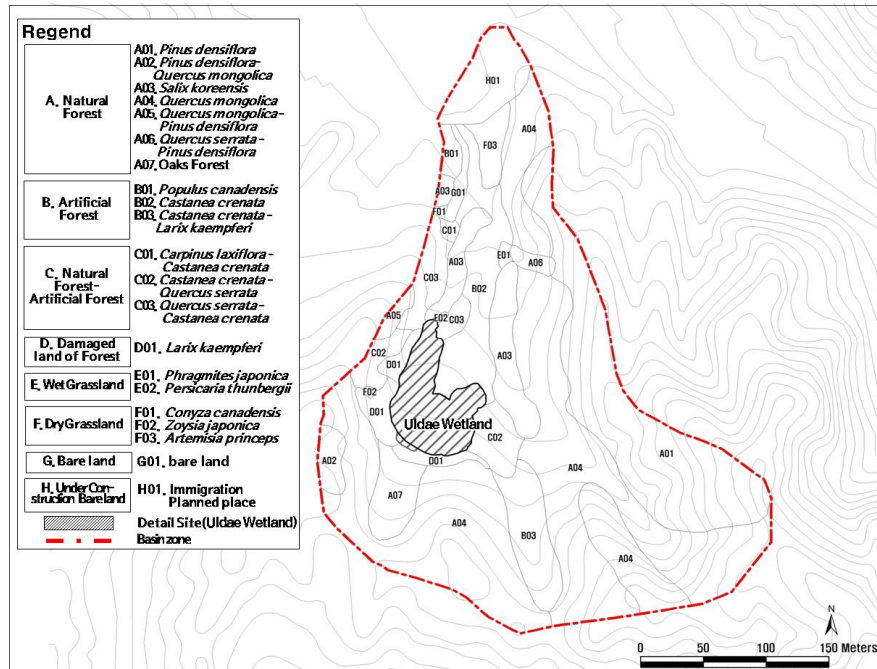 Regend
A. Natural
Forest
A01. Pinus densiflora
A02. Pinus densiflora-
Quercus mongolica
A03. Salix koreensis
A04. Quercus mongolica
A05. Quercus mongolica-
Pinus densiflora
A06. Quercus serrata-
Pinus densiflora
A07. Oaks Forest
B. Artificial
Forest
B01. Populus canadensis
B02. Castanea crenata
B03. Castanea crenata-
Larix kaempferi
C. Natural
Forest-
Artificial Forest
C01. Carpinus laxiflora-
Castanea crenata
C02. Castanea crenata-
Quercus serrata
C03. Quercus serrata-
Castanea crenata
D. Damaged
land of Forest
D01. Larix kaempferi
E. Wet Grassland
E01. Phragmites japonica
E02. Persicaria thunbergii
F. Dry Grassland
F01. Conyza canadensis
F02. Zoysia japonica
F03. Artemisia princeps
G. Bare land
G01. bare land
H. Under Con-
struction Bare land
H01. Immigration
Planned place
Detail Site(Uldae Wetland)
Basin zone
H01
A04
F03
B01
A03 G01
F01
C01
E01
A06
A03
C03
B02
A05
E02 C03
C02
D01
A03
F02
D01
Uldae Wetland
C02
A02
D01
A04
A01
A07
A04
B03
A04
N
0 50 100 150 Meters